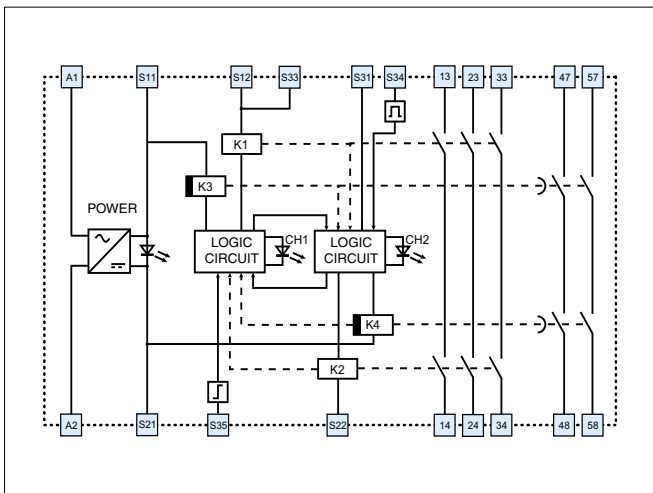 A1 S11 S12 S33 S31 S34 13 23 33 47 57
K1
K3
POWER
LOGIC
CIRCUIT
CH1
LOGIC
CIRCUIT
CH2
K4
K2
A2 S21 S35 S22 14 24 34 48 58